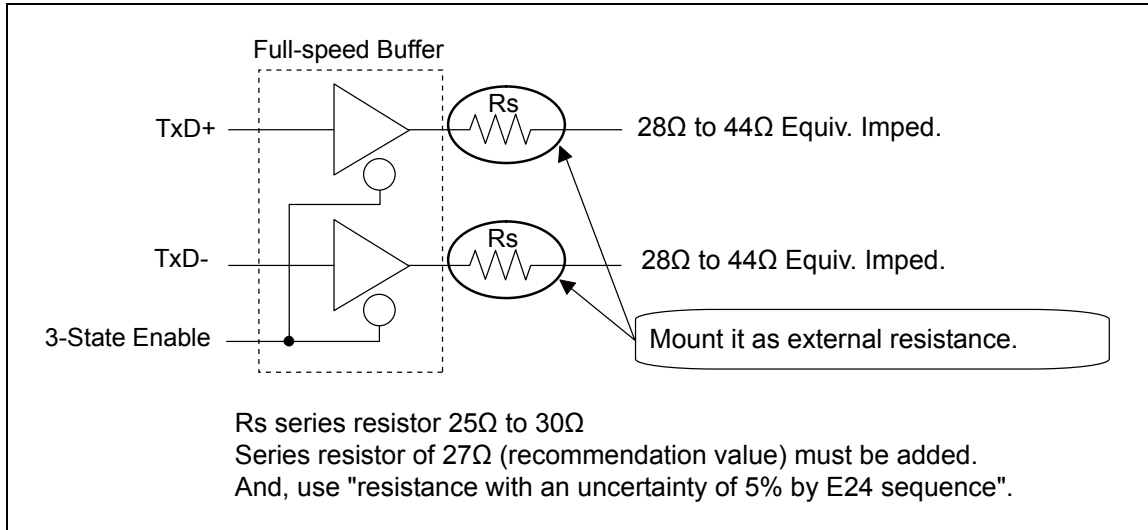 Full-speed Buffer
Rs
TxD+
28Ω to 44Ω Equiv. Imped.
Rs
TxD-
28Ω to 44Ω Equiv. Imped.
3-State Enable
Mount it as external resistance.
Rs series resistor 25Ω to 30Ω
Series resistor of 27Ω (recommendation value) must be added.
And, use "resistance with an uncertainty of 5% by E24 sequence".